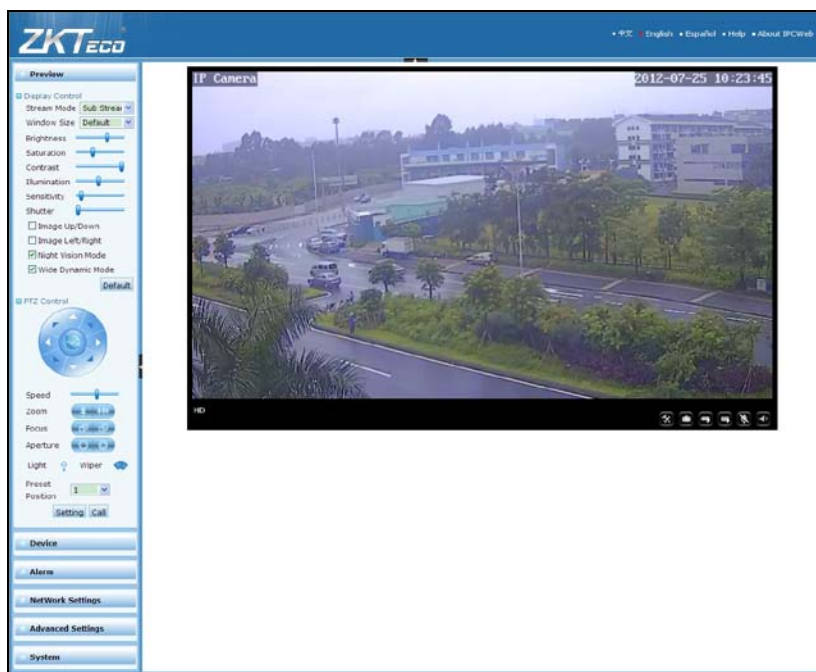 ZKTECO
• 中文 • English • Español • Help • About IPCWeb
Preview
Display Control
Stream Mode Sub Strear
Window Size Default
Brightness
Saturation
Contrast
Illumination
Sensitivity
Shutter
Image Up/Down
Image Left/Right
Night Vision Mode
Wide Dynamic Mode
Default
PTZ Control
Speed
Zoom
Focus
Aperture
Light Wiper
Preset
Position 1
Setting Call
Device
Alarm
NetWork Settings
Advanced Settings
System
IP Camera 2012-07-25 10:23:45
HD